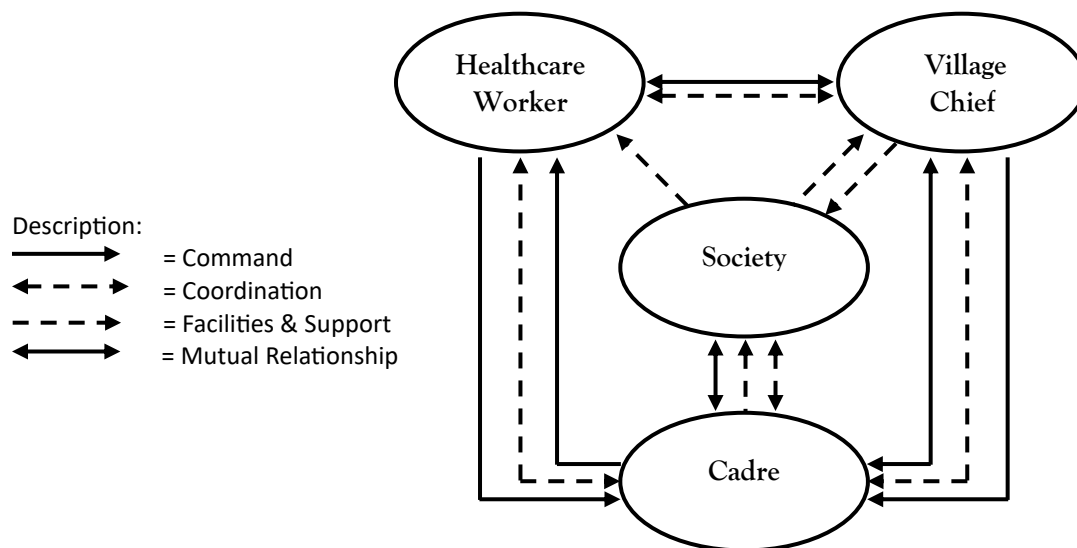 Healthcare
Worker
Village
Chief
Society
Cadre
Description:
= Command
= Coordination
= Facilities & Support
= Mutual Relationship